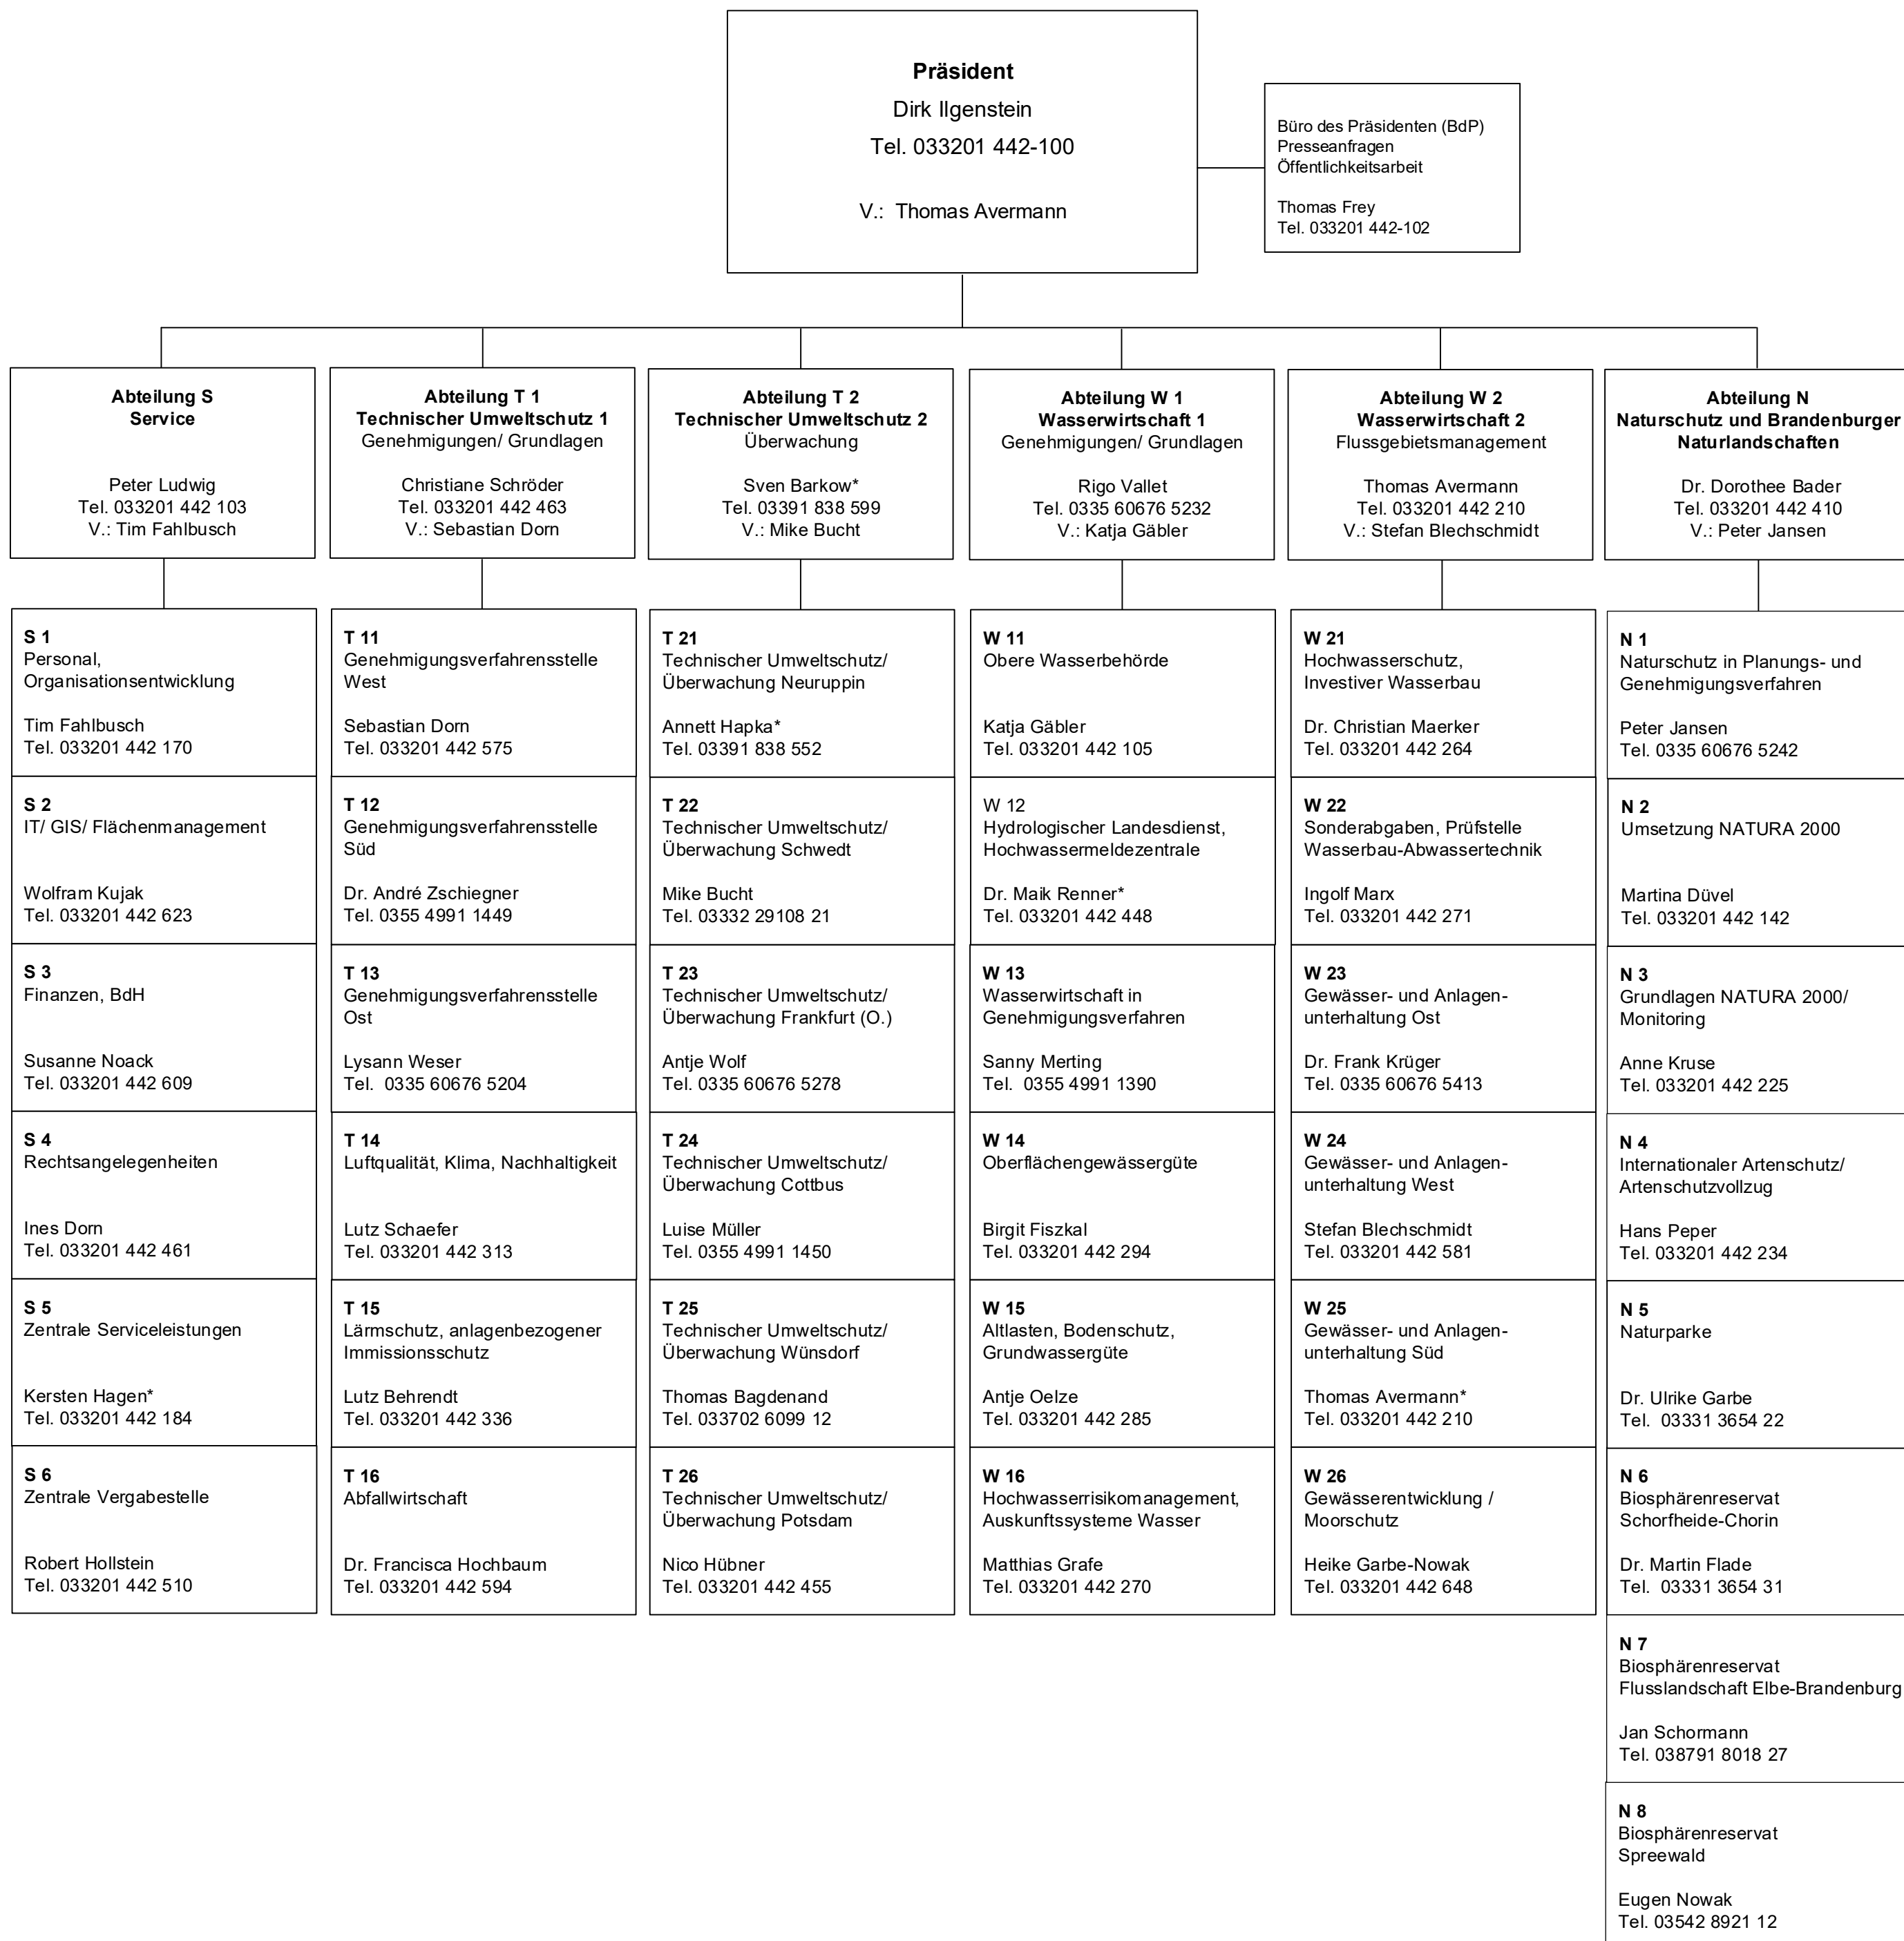 Präsident
Dirk Ilgenstein
Tel. 033201 442-100
V.: Thomas Avermann
Büro des Präsidenten (BdP)
Presseanfragen
Öffentlichkeitsarbeit
Thomas Frey
Tel. 033201 442-102
Abteilung S
Service
Peter Ludwig
Tel. 033201 442 103
V.: Tim Fahlbusch
Abteilung T 1
Technischer Umweltschutz 1
Genehmigungen/ Grundlagen
Christiane Schröder
Tel. 033201 442 463
V.: Sebastian Dorn
Abteilung T 2
Technischer Umweltschutz 2
Überwachung
Sven Barkow*
Tel. 03391 838 599
V.: Mike Bucht
Abteilung W 1
Wasserwirtschaft 1
Genehmigungen/ Grundlagen
Rigo Vallet
Tel. 0335 60676 5232
V.: Katja Gäbler
Abteilung W 2
Wasserwirtschaft 2
Flussgebietsmanagement
Thomas Avermann
Tel. 033201 442 210
V.: Stefan Blechschmidt
Abteilung N
Naturschutz und Brandenburger
Naturlandschaften
Dr. Dorothee Bader
Tel. 033201 442 410
V.: Peter Jansen
S 1
Personal,
Organisationsentwicklung
Tim Fahlbusch
Tel. 033201 442 170
S 2
IT/ GIS/ Flächenmanagement
Wolfram Kujak
Tel. 033201 442 623
S 3
Finanzen, BdH
Susanne Noack
Tel. 033201 442 609
S 4
Rechtsangelegenheiten
Ines Dorn
Tel. 033201 442 461
S 5
Zentrale Serviceleistungen
Kersten Hagen*
Tel. 033201 442 184
S 6
Zentrale Vergabestelle
Robert Hollstein
Tel. 033201 442 510
T 11
Genehmigungsverfahrensstelle
West
Sebastian Dorn
Tel. 033201 442 575
T 12
Genehmigungsverfahrensstelle
Süd
Dr. André Zschiegner
Tel. 0355 4991 1449
T 13
Genehmigungsverfahrensstelle
Ost
Lysann Weser
Tel. 0335 60676 5204
T 14
Luftqualität, Klima, Nachhaltigkeit
Lutz Schaefer
Tel. 033201 442 313
T 15
Lärmschutz, anlagenbezogener
Immissionsschutz
Lutz Behrendt
Tel. 033201 442 336
T 16
Abfallwirtschaft
Dr. Francisca Hochbaum
Tel. 033201 442 594
T 21
Technischer Umweltschutz/
Überwachung Neuruppin
Annett Hapka*
Tel. 03391 838 552
T 22
Technischer Umweltschutz/
Überwachung Schwedt
Mike Bucht
Tel. 03332 29108 21
T 23
Technischer Umweltschutz/
Überwachung Frankfurt (O.)
Antje Wolf
Tel. 0335 60676 5278
T 24
Technischer Umweltschutz/
Überwachung Cottbus
Luise Müller
Tel. 0355 4991 1450
T 25
Technischer Umweltschutz/
Überwachung Wünsdorf
Thomas Bagdenand
Tel. 033702 6099 12
T 26
Technischer Umweltschutz/
Überwachung Potsdam
Nico Hübner
Tel. 033201 442 455
W 11
Obere Wasserbehörde
Katja Gäbler
Tel. 033201 442 105
W 12
Hydrologischer Landesdienst,
Hochwassermeldezentrale
Dr. Maik Renner*
Tel. 033201 442 448
W 13
Wasserwirtschaft in
Genehmigungsverfahren
Sanny Merting
Tel. 0355 4991 1390
W 14
Oberflächengewässergüte
Birgit Fiszkal
Tel. 033201 442 294
W 15
Altlasten, Bodenschutz,
Grundwassergüte
Antje Oelze
Tel. 033201 442 285
W 16
Hochwasserrisikomanagement,
Auskunftssysteme Wasser
Matthias Grafe
Tel. 033201 442 270
W 21
Hochwasserschutz,
Investiver Wasserbau
Dr. Christian Maerker
Tel. 033201 442 264
W 22
Sonderabgaben, Prüfstelle
Wasserbau-Abwassertechnik
Ingolf Marx
Tel. 033201 442 271
W 23
Gewässer- und Anlagen-
unterhaltung Ost
Dr. Frank Krüger
Tel. 0335 60676 5413
W 24
Gewässer- und Anlagen-
unterhaltung West
Stefan Blechschmidt
Tel. 033201 442 581
W 25
Gewässer- und Anlagen-
unterhaltung Süd
Thomas Avermann*
Tel. 033201 442 210
W 26
Gewässerentwicklung /
Moorschutz
Heike Garbe-Nowak
Tel. 033201 442 648
N 1
Naturschutz in Planungs- und
Genehmigungsverfahren
Peter Jansen
Tel. 0335 60676 5242
N 2
Umsetzung NATURA 2000
Martina Düvel
Tel. 033201 442 142
N 3
Grundlagen NATURA 2000/
Monitoring
Anne Kruse
Tel. 033201 442 225
N 4
Internationaler Artenschutz/
Artenschutzvollzug
Hans Peper
Tel. 033201 442 234
N 5
Naturparke
Dr. Ulrike Garbe
Tel. 03331 3654 22
N 6
Biosphärenreservat
Schorfheide-Chorin
Dr. Martin Flade
Tel. 03331 3654 31
N 7
Biosphärenreservat
Flusslandschaft Elbe-Brandenburg
Jan Schormann
Tel. 038791 8018 27
N 8
Biosphärenreservat
Spreewald
Eugen Nowak
Tel. 03542 8921 12